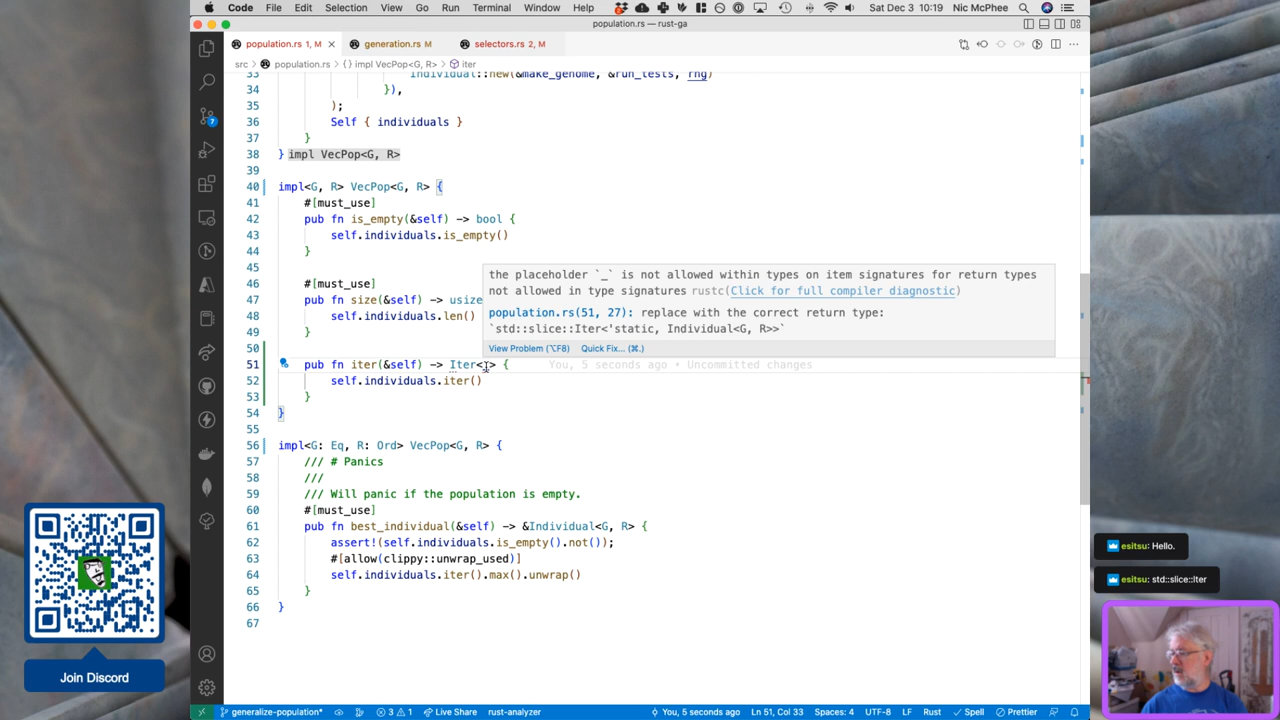 Code File Edit Selection View Go Run Terminal Window Help Sat Dec 3 10:19 Nic McPhee
population.rs — rust-ga
population.rs 1, M generation.rs M selectors.rs 2, M
src > population.rs > {} impl VecPop<G, R> > iter
33 Individual::new(&make_genome, &run_tests, rng)
34 }),
35 );
36 Self { individuals }
37 }
38 } impl VecPop<G, R>
39
40 impl<G, R> VecPop<G, R> {
41 #[must_use]
42 pub fn is_empty(&self) -> bool {
43 self.individuals.is_empty()
44 }
45
46 #[must_use]
47 pub fn size(&self) -> usize
48 self.individuals.len()
49 }
50
the placeholder `_` is not allowed within types on item signatures for return types
not allowed in type signatures rustc(Click for full compiler diagnostic)
population.rs(51, 27): replace with the correct return type:
`std::slice::Iter<'static, Individual<G, R>>`
View Problem (⌥F8) Quick Fix... (⌘.)
51 pub fn iter(&self) -> Iter<_> { You, 5 seconds ago • Uncommitted changes
52 self.individuals.iter()
53 }
54 }
55
56 impl<G: Eq, R: Ord> VecPop<G, R> {
57 /// # Panics
58 ///
59 /// Will panic if the population is empty.
60 #[must_use]
61 pub fn best_individual(&self) -> &Individual<G, R> {
62 assert!(self.individuals.is_empty().not());
63 #[allow(clippy::unwrap_used)]
64 self.individuals.iter().max().unwrap()
65 }
66 }
67
7
Join Discord
esitsu: Hello.
esitsu: std::slice::Iter
generalize-population* 3 1 Live Share rust-analyzer You, 5 seconds ago Ln 51, Col 33 Spaces: 4 UTF-8 LF Rust Spell Prettier